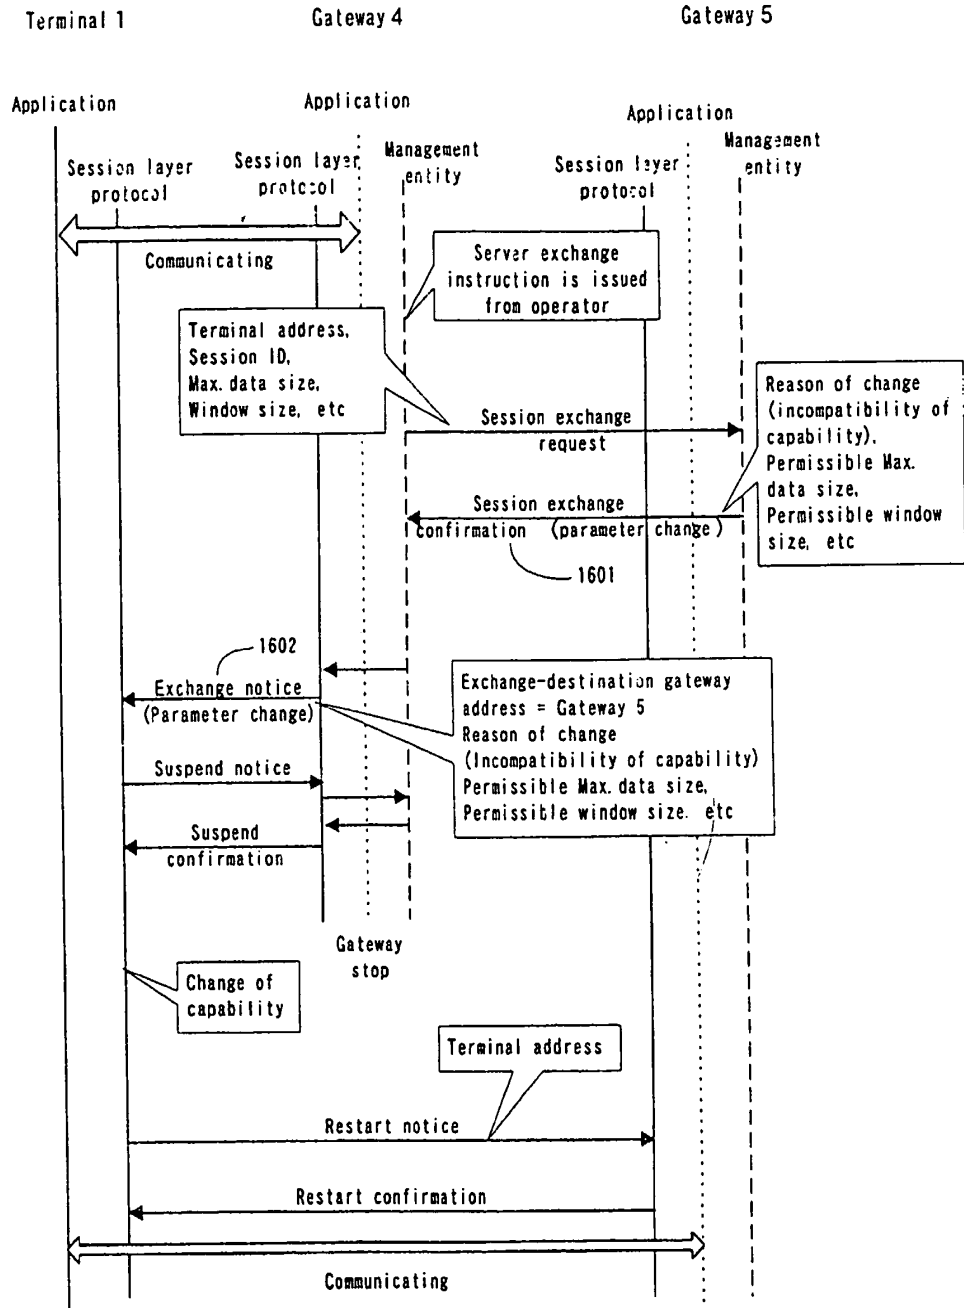 Terminal 1
Gateway 4
Gateway 5
Application
Application
Application
Session layer
protocol
Session layer
protocol
Management
entity
Session layer
protocol
Management
entity
Communicating
Server exchange
instruction is issued
from operator
Terminal address,
Session ID,
Max. data size,
Window size, etc
Reason of change
(incompatibility of
capability),
Permissible Max.
data size,
Permissible window
size, etc
Session exchange
request
Session exchange
confirmation (parameter change)
1601
1602
Exchange notice
(Parameter change)
Exchange-destination gateway
address = Gateway 5
Reason of change
(Incompatibility of capability)
Permissible Max. data size,
Permissible window size. etc
Suspend notice
Suspend
confirmation
Gateway
stop
Change of
capability
Terminal address
Restart notice
Restart confirmation
Communicating